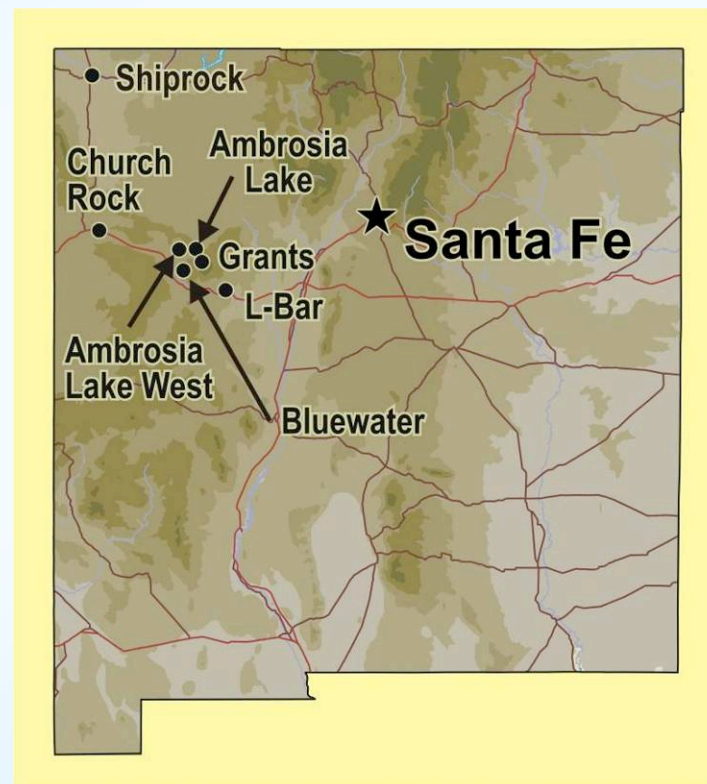 Shiprock
Church
Rock
Ambrosia
Lake
Grants
Santa Fe
L-Bar
Ambrosia
Lake West
Bluewater